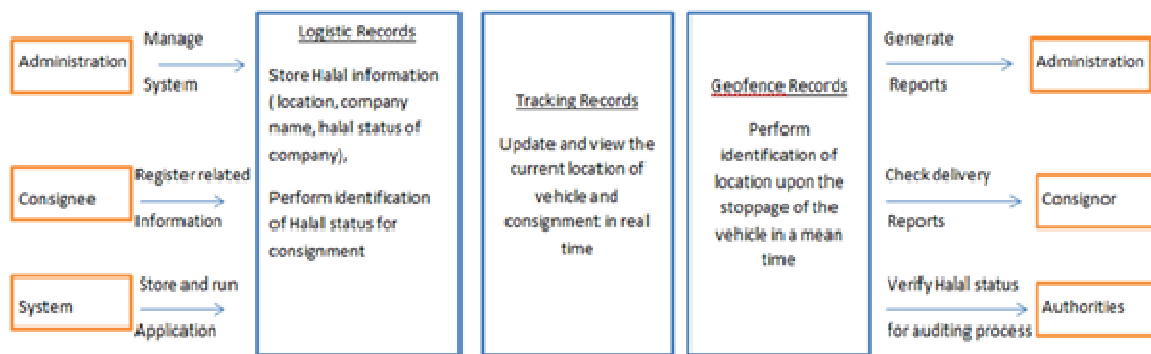 Administration
Manage
System
Consignee
Register related
Information
System
Store and run
Application
Logistic Records
Store Halal information
( location, company
name, halal status of
company),
Perform identification
of Halal status for
consignment
Tracking Records
Update and view the
current location of
vehicle and
consignment in real
time
Geofence Records
Perform
identification of
location upon the
stoppage of the
vehicle in a mean
time
Generate
Reports
Administration
Check delivery
Reports
Consignor
Verify Halal status
for auditing process
Authorities